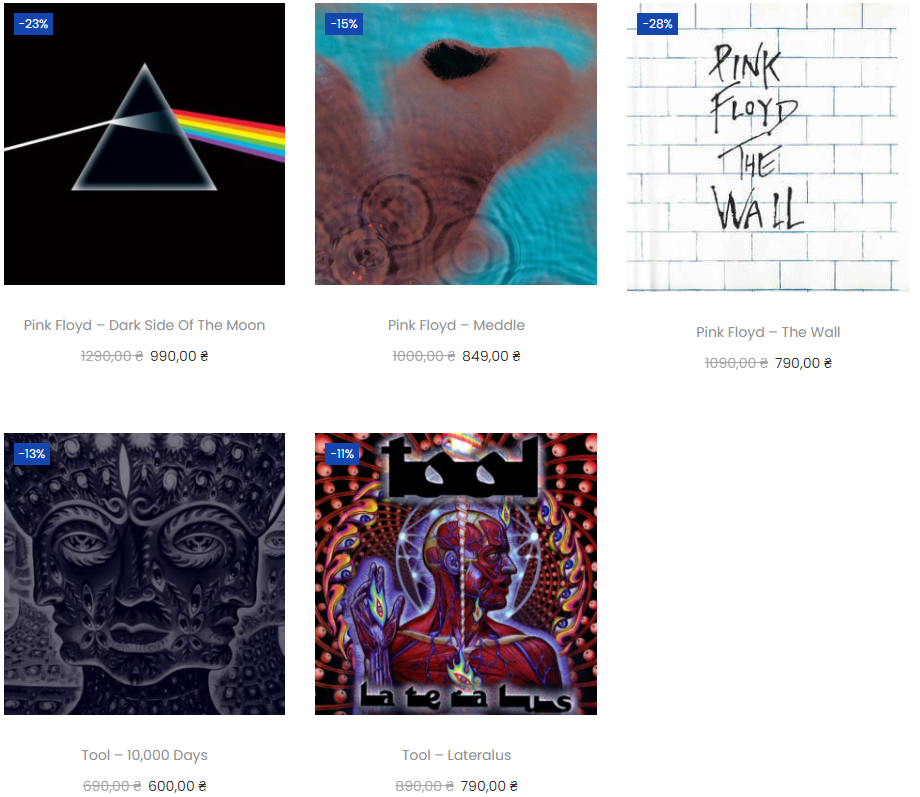 -23%
-15%
-28%
PINK
FLOYD
THE
WALL
Pink Floyd – Dark Side Of The Moon
1290,00 ₴ 990,00 ₴
Pink Floyd – Meddle
1000,00 ₴ 849,00 ₴
Pink Floyd – The Wall
1090,00 ₴ 790,00 ₴
-13%
-11%
tool
Lateralus
Tool – 10,000 Days
690,00 ₴ 600,00 ₴
Tool – Lateralus
890,00 ₴ 790,00 ₴